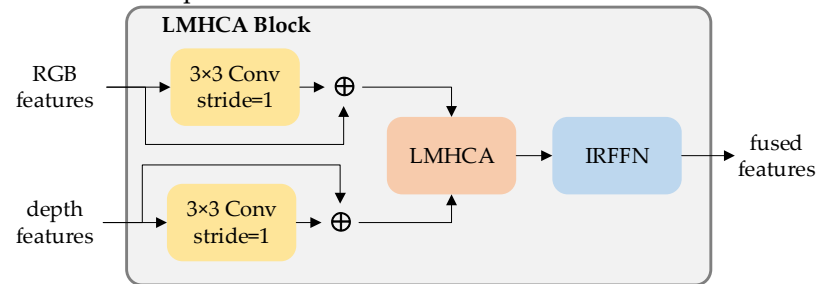 LMHCA Block
RGB
features
3×3 Conv
stride=1
LMHCA
IRFFN
fused
features
depth
features
3×3 Conv
stride=1